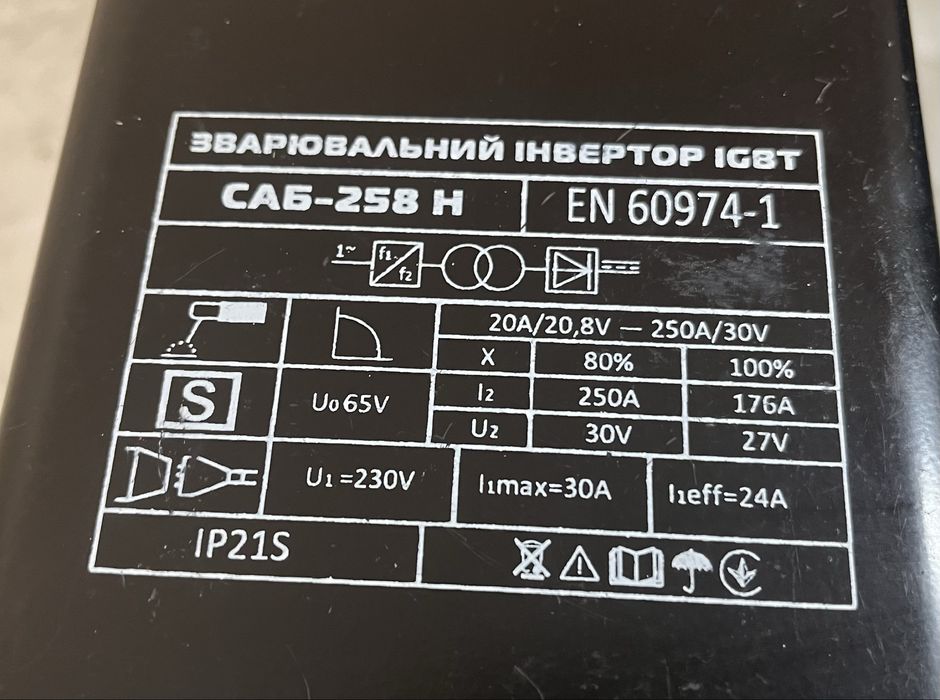 ЗВАРЮВАЛЬНИЙ ІНВЕРТОР IGBT
САБ-258 Н EN 60974-1
1~ f1 f2
20A/20,8V — 250A/30V
X 80% 100%
I2 250A 176A
S U0 65V
U2 30V 27V
U1 =230V I1max=30A I1eff=24A
IP21S